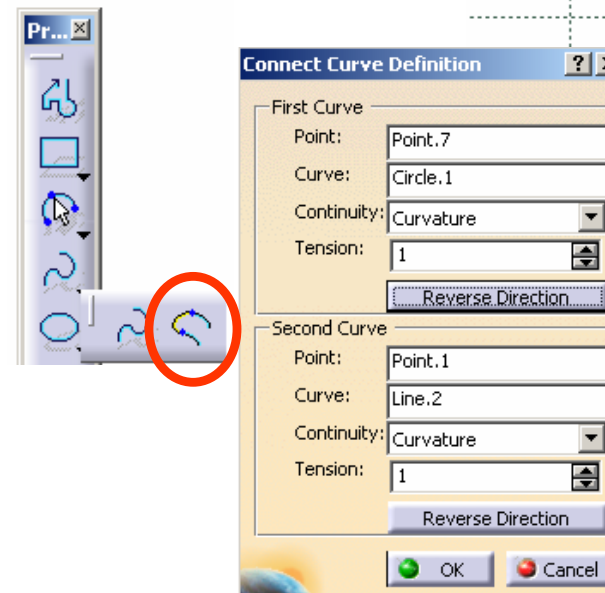 Pr...
Connect Curve Definition
?
First Curve
Point: Point.7
Curve: Circle.1
Continuity: Curvature
Tension: 1
Reverse Direction
Second Curve
Point: Point.1
Curve: Line.2
Continuity: Curvature
Tension: 1
Reverse Direction
OK Cancel